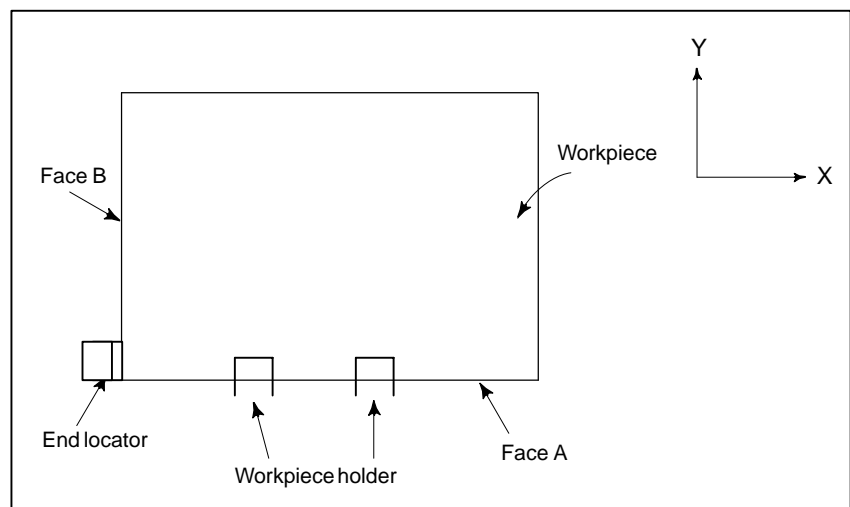 Y
Workpiece
X
Face B
End locator
Workpiece holder
Face A